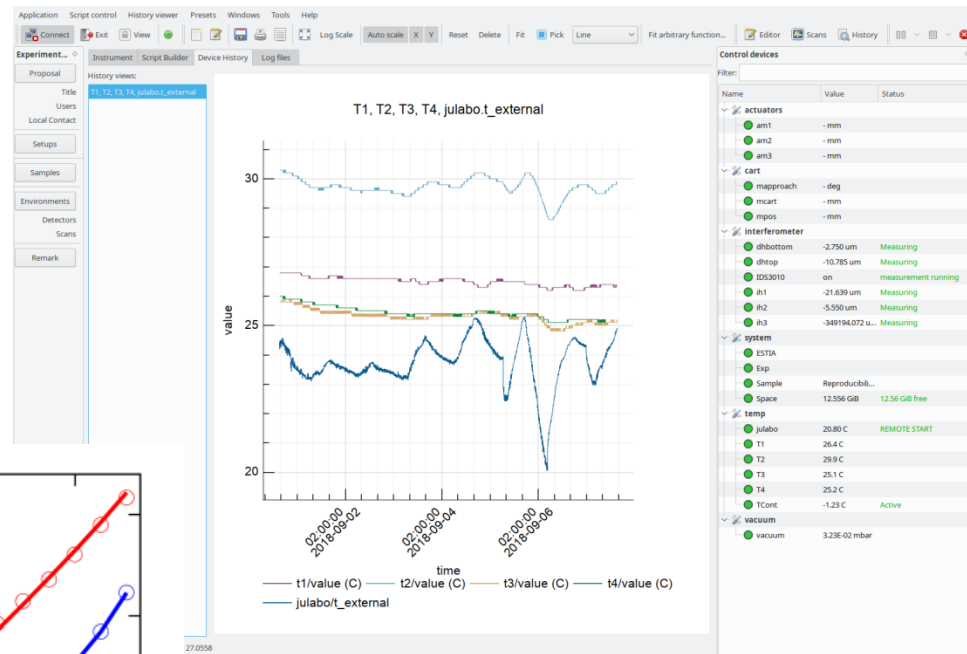 Application Script control History viewer Presets Windows Tools Help
Connect Exit View Log Scale Auto scale X Y Reset Delete Fit Pick Line Fit arbitrary function... Editor Scans History
Experiment...
Proposal
Title
Users
Local Contact
Setups
Samples
Environments
Detectors
Scans
Remark
Instrument Script Builder Device History Log files
History views:
T1, T2, T3, T4, julabo.t_external
T1, T2, T3, T4, julabo.t_external
30
25
20
value
02:00:00
2018-09-02
02:00:00
2018-09-04
02:00:00
2018-09-06
time
t1/value (C) t2/value (C) t3/value (C) t4/value (C)
julabo/t_external
27.0558
Control devices
Filter:
Name Value Status
actuators
am1 - mm
am2 - mm
am3 - mm
cart
mapproach - deg
mcart - mm
mpos - mm
interferometer
dhbottom -2.750 um Measuring
dhtop -10.785 um Measuring
IDS3010 on measurement running
ih1 -21.639 um Measuring
ih2 -5.550 um Measuring
ih3 -349194.072 u... Measuring
system
ESTIA
Exp
Sample Reproducibili...
Space 12.556 GiB 12.56 GiB free
temp
julabo 20.80 C REMOTE START
T1 26.4 C
T2 29.9 C
T3 25.1 C
T4 25.2 C
TCont -1.23 C Active
vacuum
vacuum 3.23E-02 mbar